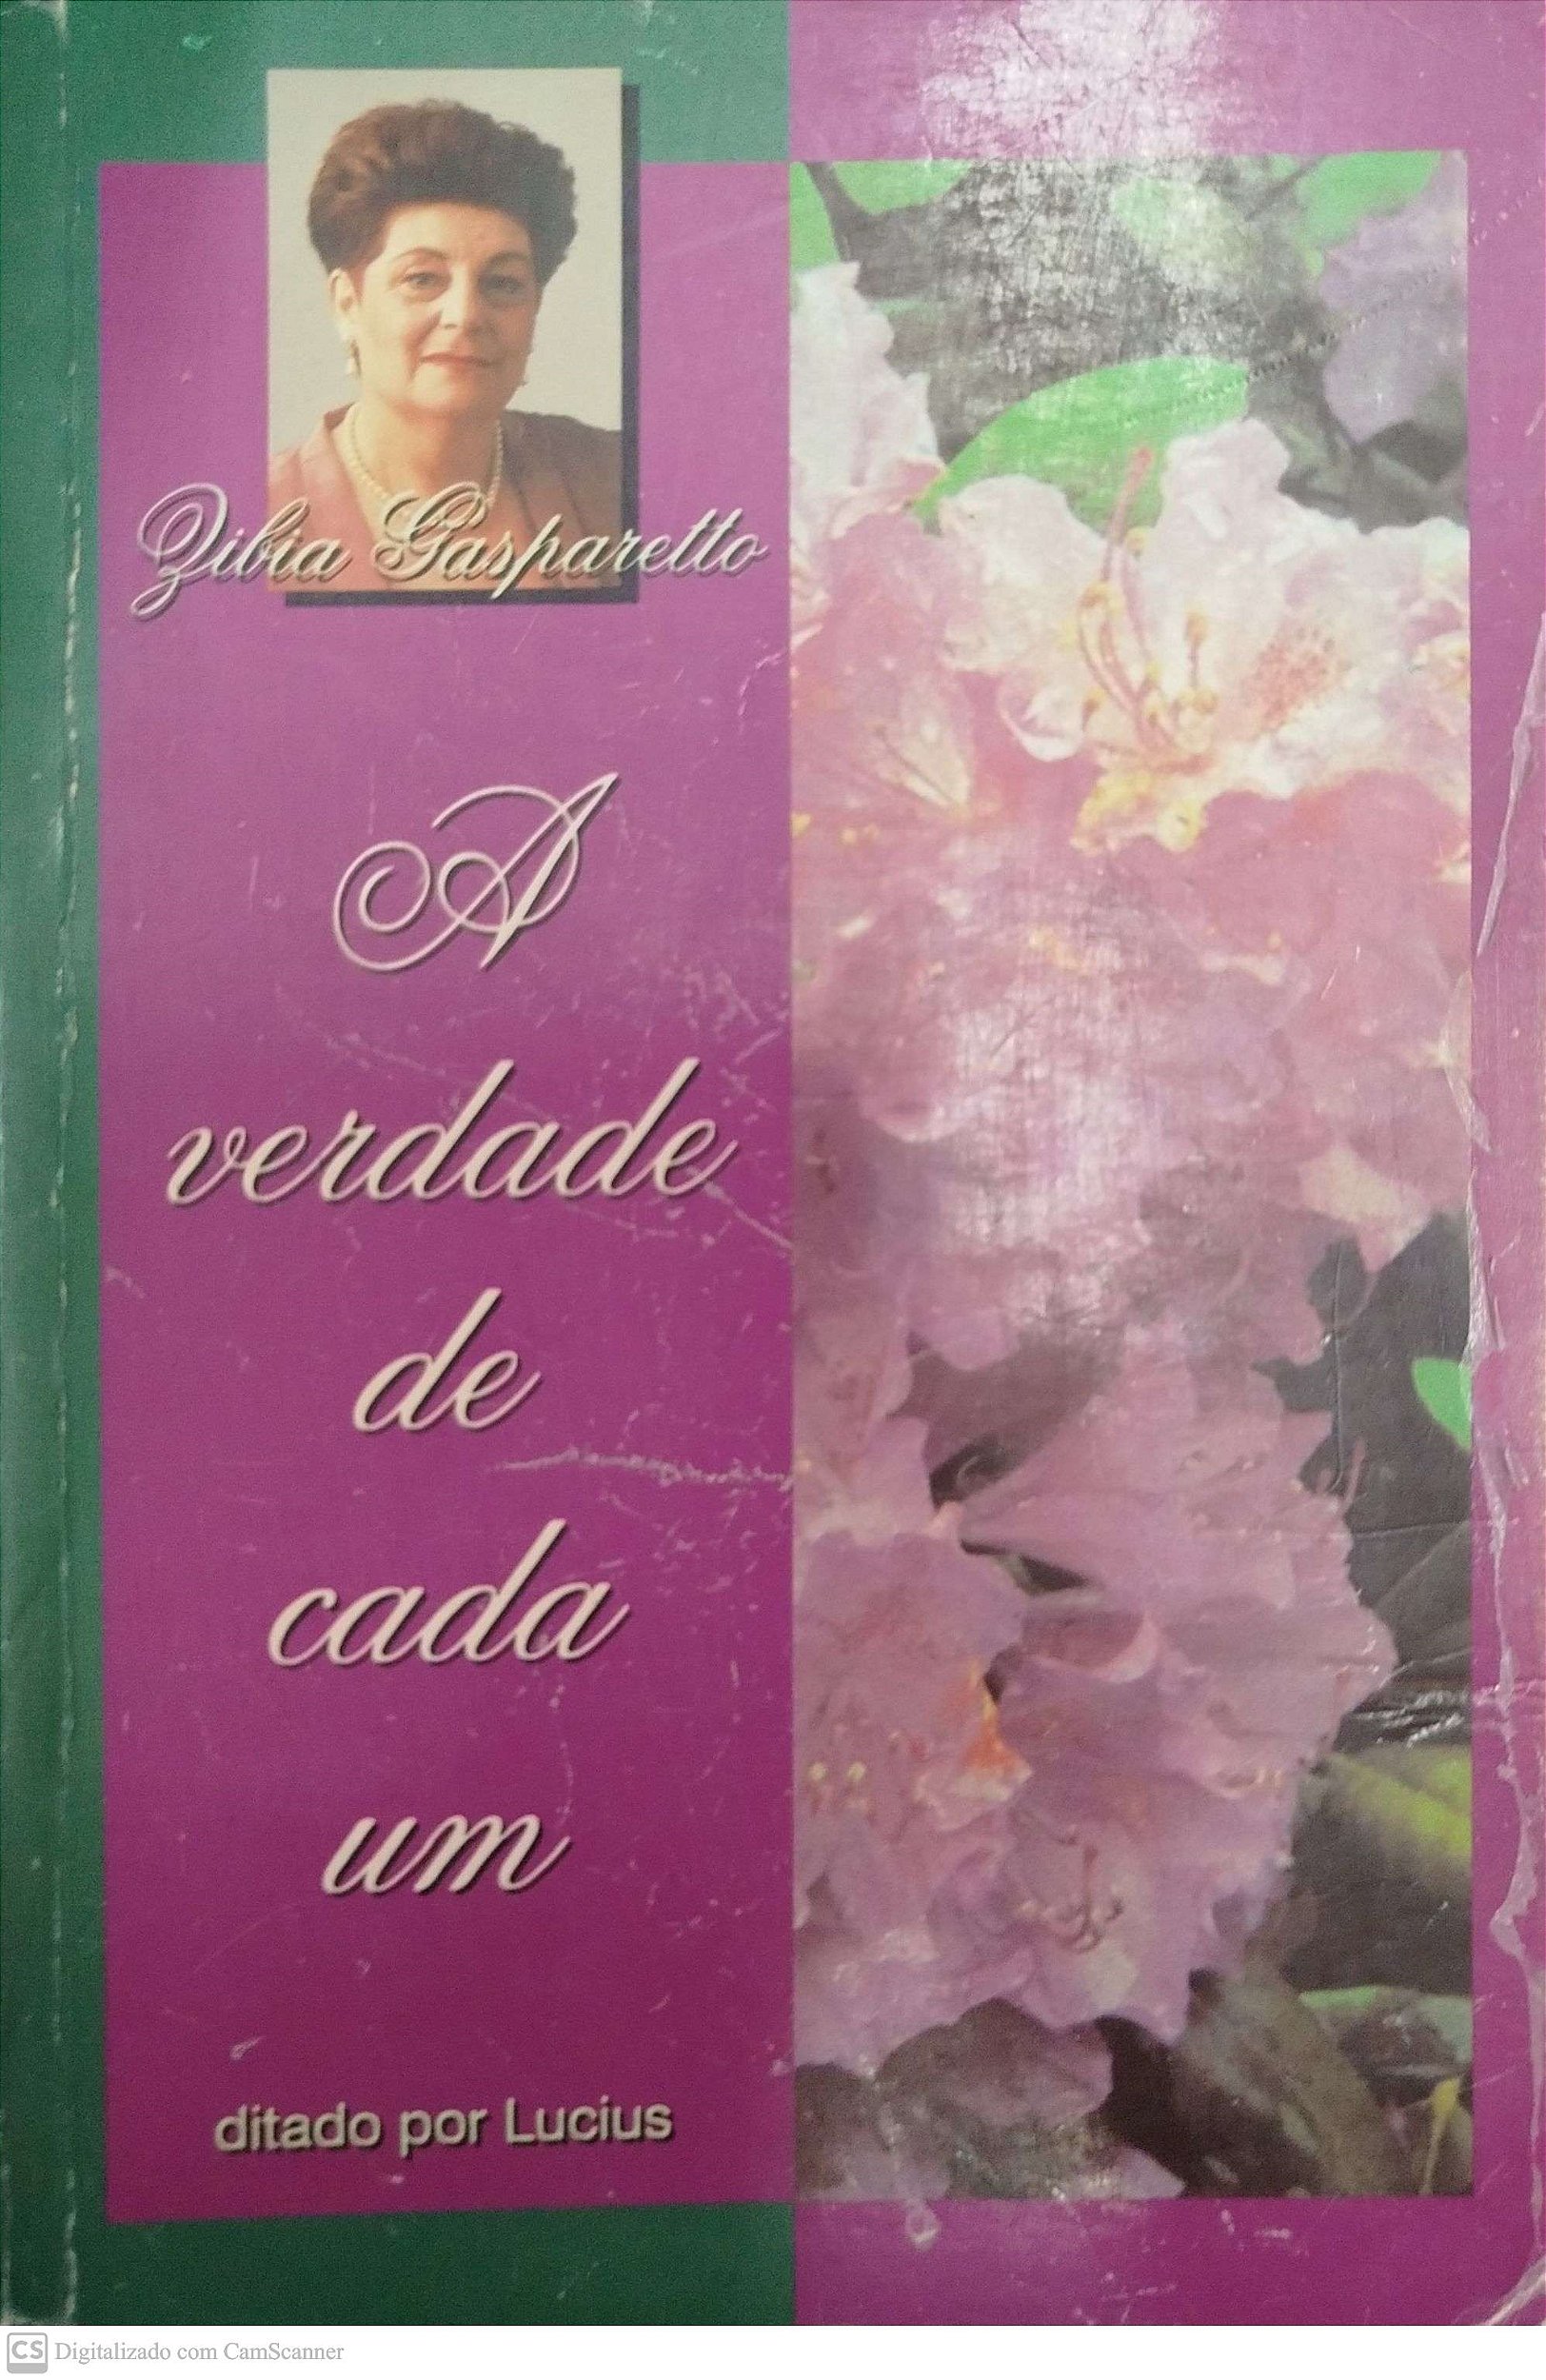 Zibia Gasparetto
A
verdade
de
cada
um
ditado por Lucius
CS Digitalizado com CamScanner